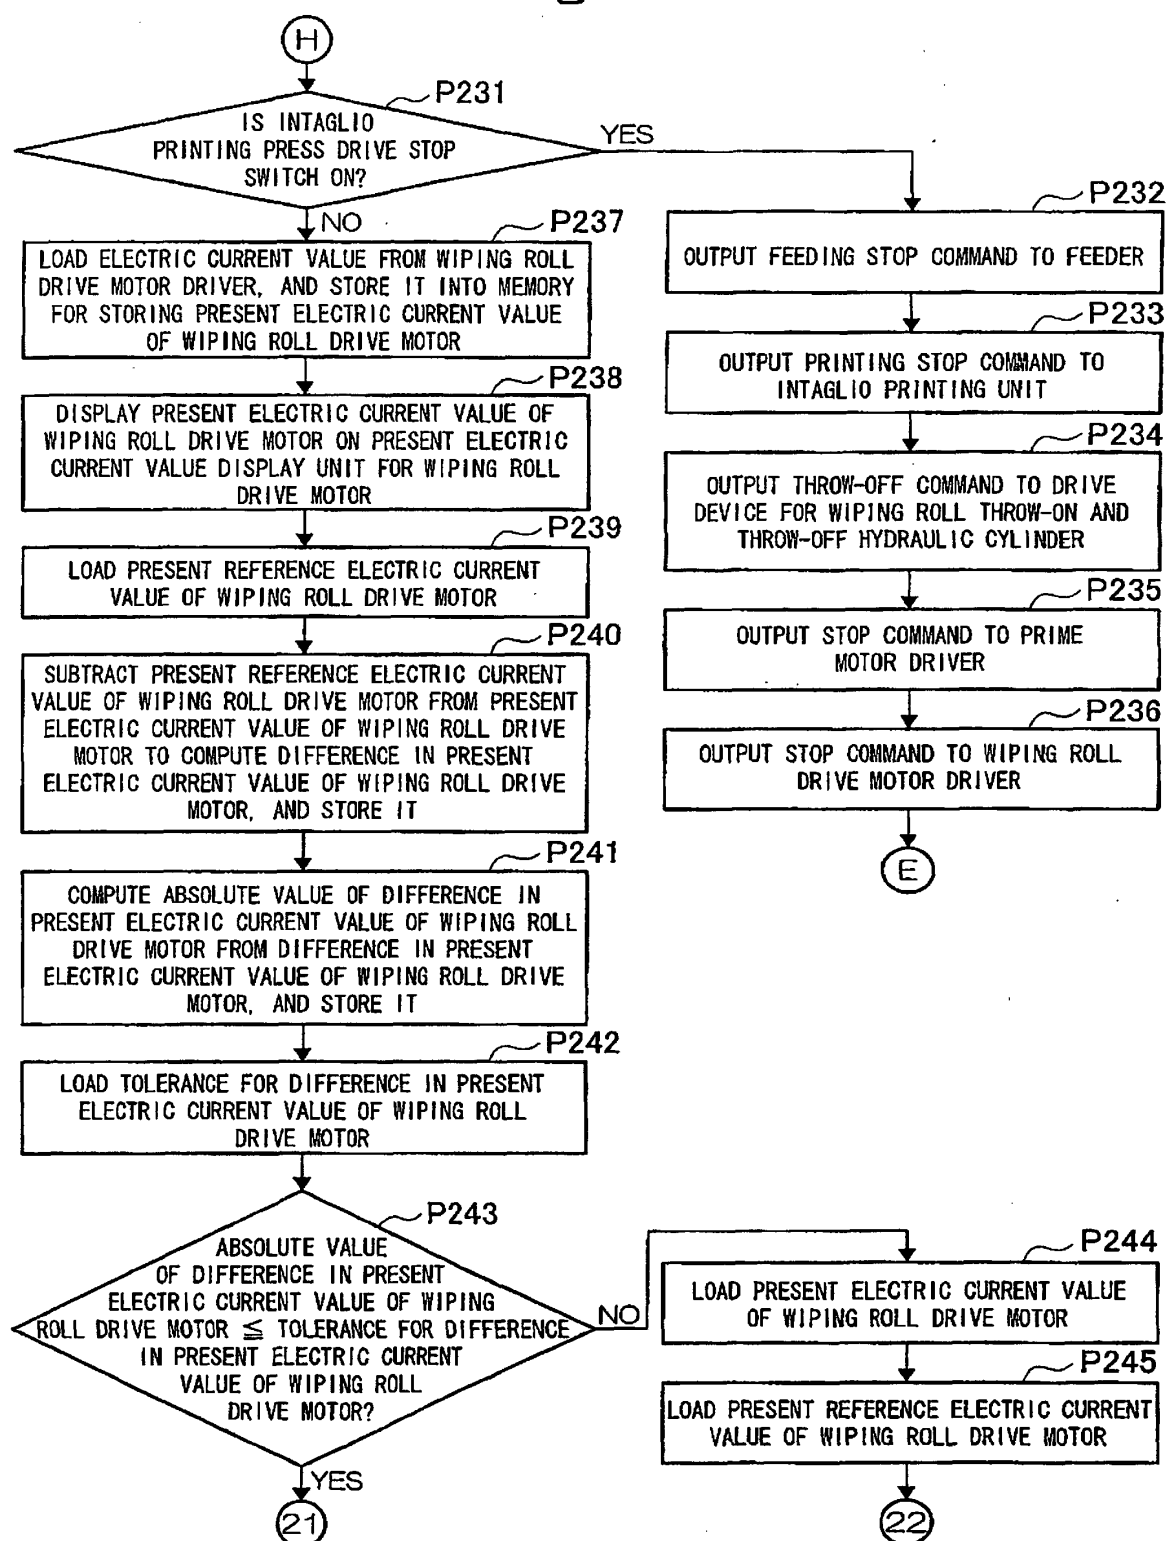 H
P231
IS INTAGLIO
PRINTING PRESS DRIVE STOP
SWITCH ON?
YES
NO
P232
OUTPUT FEEDING STOP COMMAND TO FEEDER
P233
OUTPUT PRINTING STOP COMMAND TO
INTAGLIO PRINTING UNIT
P234
OUTPUT THROW-OFF COMMAND TO DRIVE
DEVICE FOR WIPING ROLL THROW-ON AND
THROW-OFF HYDRAULIC CYLINDER
P235
OUTPUT STOP COMMAND TO PRIME
MOTOR DRIVER
P236
OUTPUT STOP COMMAND TO WIPING ROLL
DRIVE MOTOR DRIVER
E
P237
LOAD ELECTRIC CURRENT VALUE FROM WIPING ROLL
DRIVE MOTOR DRIVER, AND STORE IT INTO MEMORY
FOR STORING PRESENT ELECTRIC CURRENT VALUE
OF WIPING ROLL DRIVE MOTOR
P238
DISPLAY PRESENT ELECTRIC CURRENT VALUE OF
WIPING ROLL DRIVE MOTOR ON PRESENT ELECTRIC
CURRENT VALUE DISPLAY UNIT FOR WIPING ROLL
DRIVE MOTOR
P239
LOAD PRESENT REFERENCE ELECTRIC CURRENT
VALUE OF WIPING ROLL DRIVE MOTOR
P240
SUBTRACT PRESENT REFERENCE ELECTRIC CURRENT
VALUE OF WIPING ROLL DRIVE MOTOR FROM PRESENT
ELECTRIC CURRENT VALUE OF WIPING ROLL DRIVE
MOTOR TO COMPUTE DIFFERENCE IN PRESENT
ELECTRIC CURRENT VALUE OF WIPING ROLL DRIVE
MOTOR, AND STORE IT
P241
COMPUTE ABSOLUTE VALUE OF DIFFERENCE IN
PRESENT ELECTRIC CURRENT VALUE OF WIPING ROLL
DRIVE MOTOR FROM DIFFERENCE IN PRESENT
ELECTRIC CURRENT VALUE OF WIPING ROLL DRIVE
MOTOR, AND STORE IT
P242
LOAD TOLERANCE FOR DIFFERENCE IN PRESENT
ELECTRIC CURRENT VALUE OF WIPING ROLL
DRIVE MOTOR
P243
ABSOLUTE VALUE
OF DIFFERENCE IN PRESENT
ELECTRIC CURRENT VALUE OF WIPING
ROLL DRIVE MOTOR ≦ TOLERANCE FOR DIFFERENCE
IN PRESENT ELECTRIC CURRENT
VALUE OF WIPING ROLL
DRIVE MOTOR?
NO
YES
21
P244
LOAD PRESENT ELECTRIC CURRENT VALUE
OF WIPING ROLL DRIVE MOTOR
P245
LOAD PRESENT REFERENCE ELECTRIC CURRENT
VALUE OF WIPING ROLL DRIVE MOTOR
22